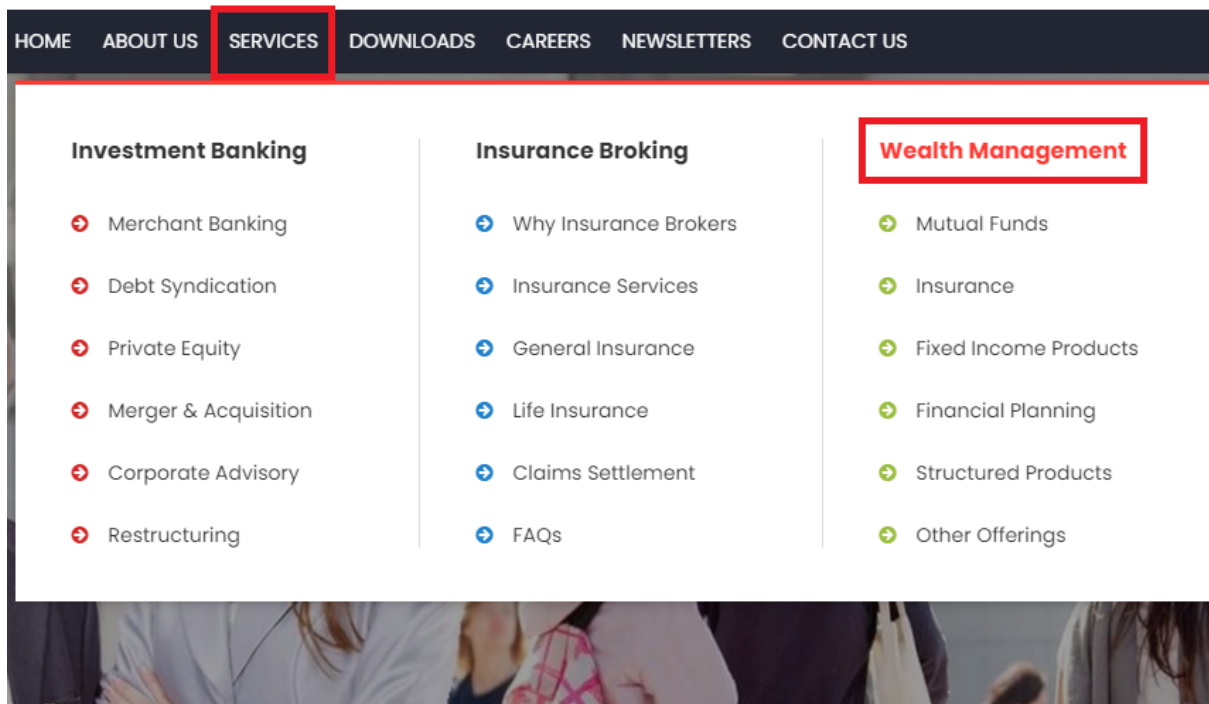 HOME ABOUT US SERVICES DOWNLOADS CAREERS NEWSLETTERS CONTACT US
Investment Banking
Merchant Banking
Debt Syndication
Private Equity
Merger & Acquisition
Corporate Advisory
Restructuring
Insurance Broking
Why Insurance Brokers
Insurance Services
General Insurance
Life Insurance
Claims Settlement
FAQs
Wealth Management
Mutual Funds
Insurance
Fixed Income Products
Financial Planning
Structured Products
Other Offerings